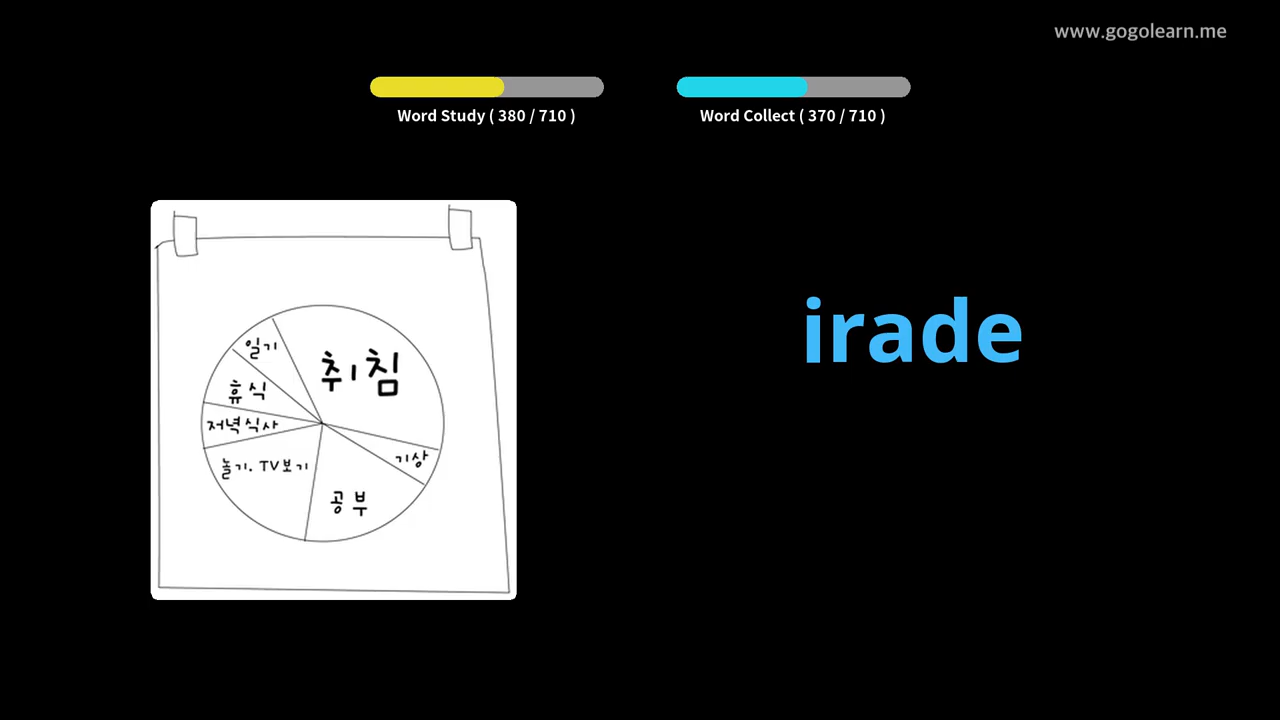 www.gogolearn.me
Word Study ( 380 / 710 )
Word Collect ( 370 / 710 )
일기
취침
휴식
저녁식사
놀기. TV보기
기상
공부
irade